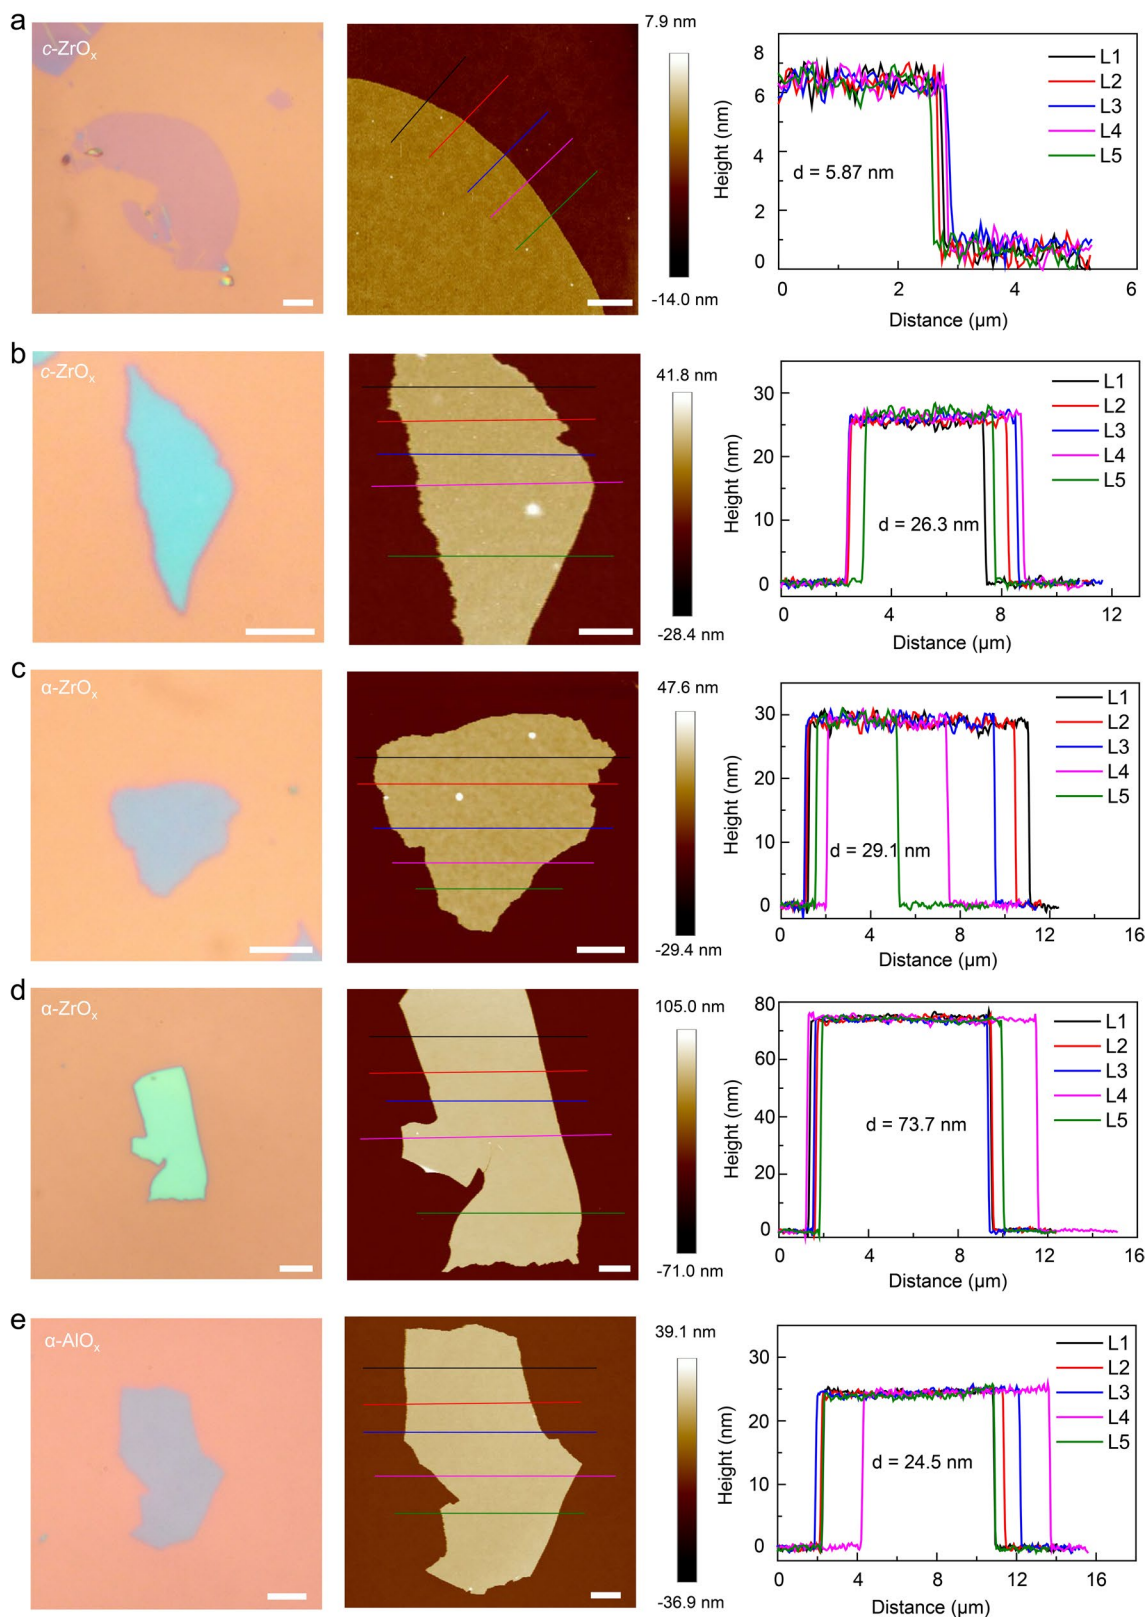 a
c-ZrOₓ
7.9 nm
-14.0 nm
8
6
4
2
0
Height (nm)
L1
L2
L3
L4
L5
d = 5.87 nm
0
2
4
6
Distance (μm)
b
c-ZrOₓ
41.8 nm
-28.4 nm
30
20
10
0
Height (nm)
L1
L2
L3
L4
L5
d = 26.3 nm
0
4
8
12
Distance (μm)
c
α-ZrOₓ
47.6 nm
-29.4 nm
30
20
10
0
Height (nm)
L1
L2
L3
L4
L5
d = 29.1 nm
0
4
8
12
16
Distance (μm)
d
α-ZrOₓ
105.0 nm
-71.0 nm
80
60
40
20
0
Height (nm)
L1
L2
L3
L4
L5
d = 73.7 nm
0
4
8
12
16
Distance (μm)
e
α-AlOₓ
39.1 nm
-36.9 nm
30
20
10
0
Height (nm)
L1
L2
L3
L4
L5
d = 24.5 nm
0
4
8
12
16
Distance (μm)